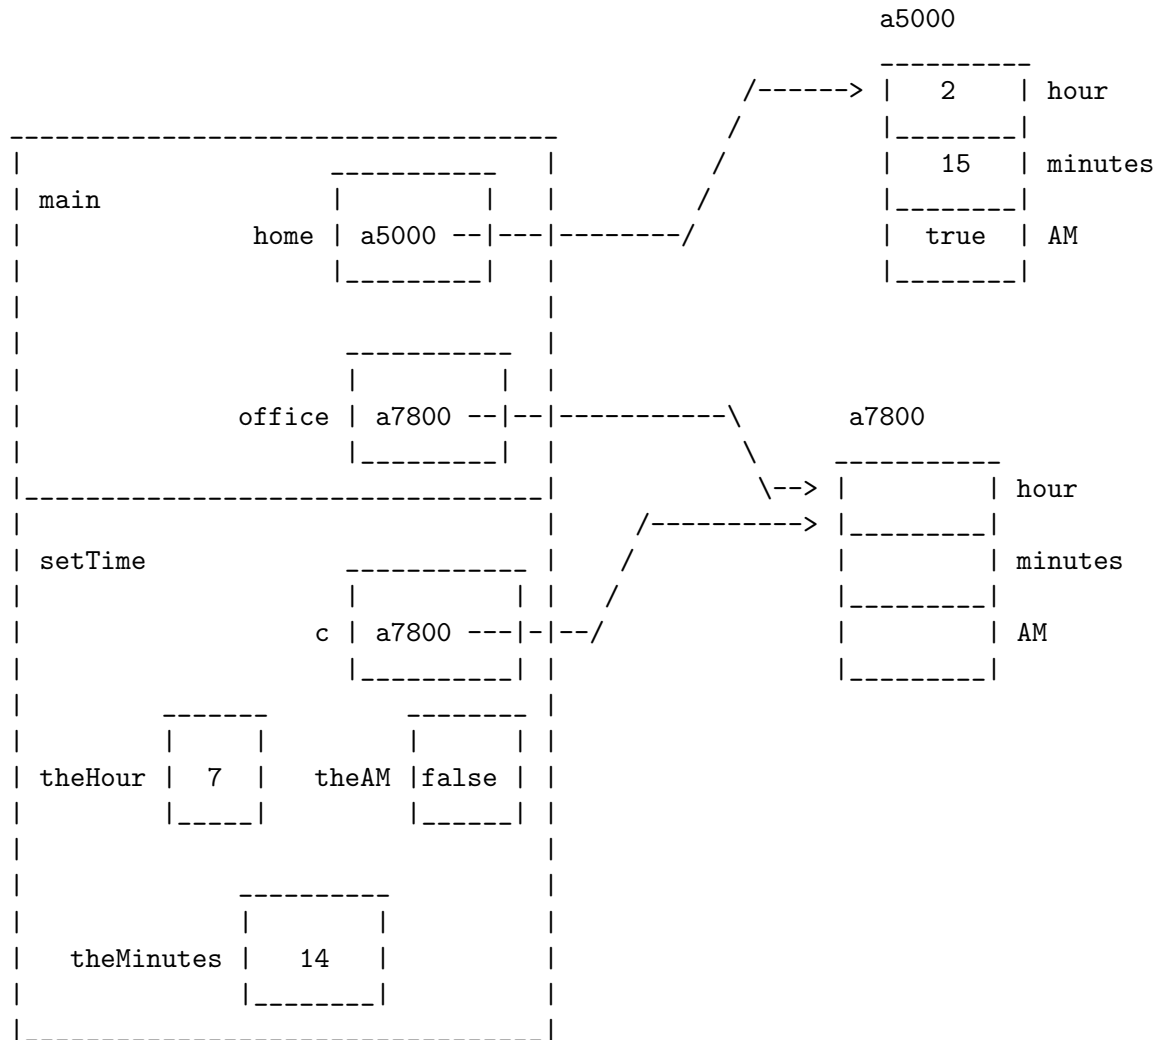 a5000
2 hour
15 minutes
main
home a5000 true AM
office a7800 a7800
hour
setTime minutes
c a7800 AM
theHour 7 theAM false
theMinutes 14